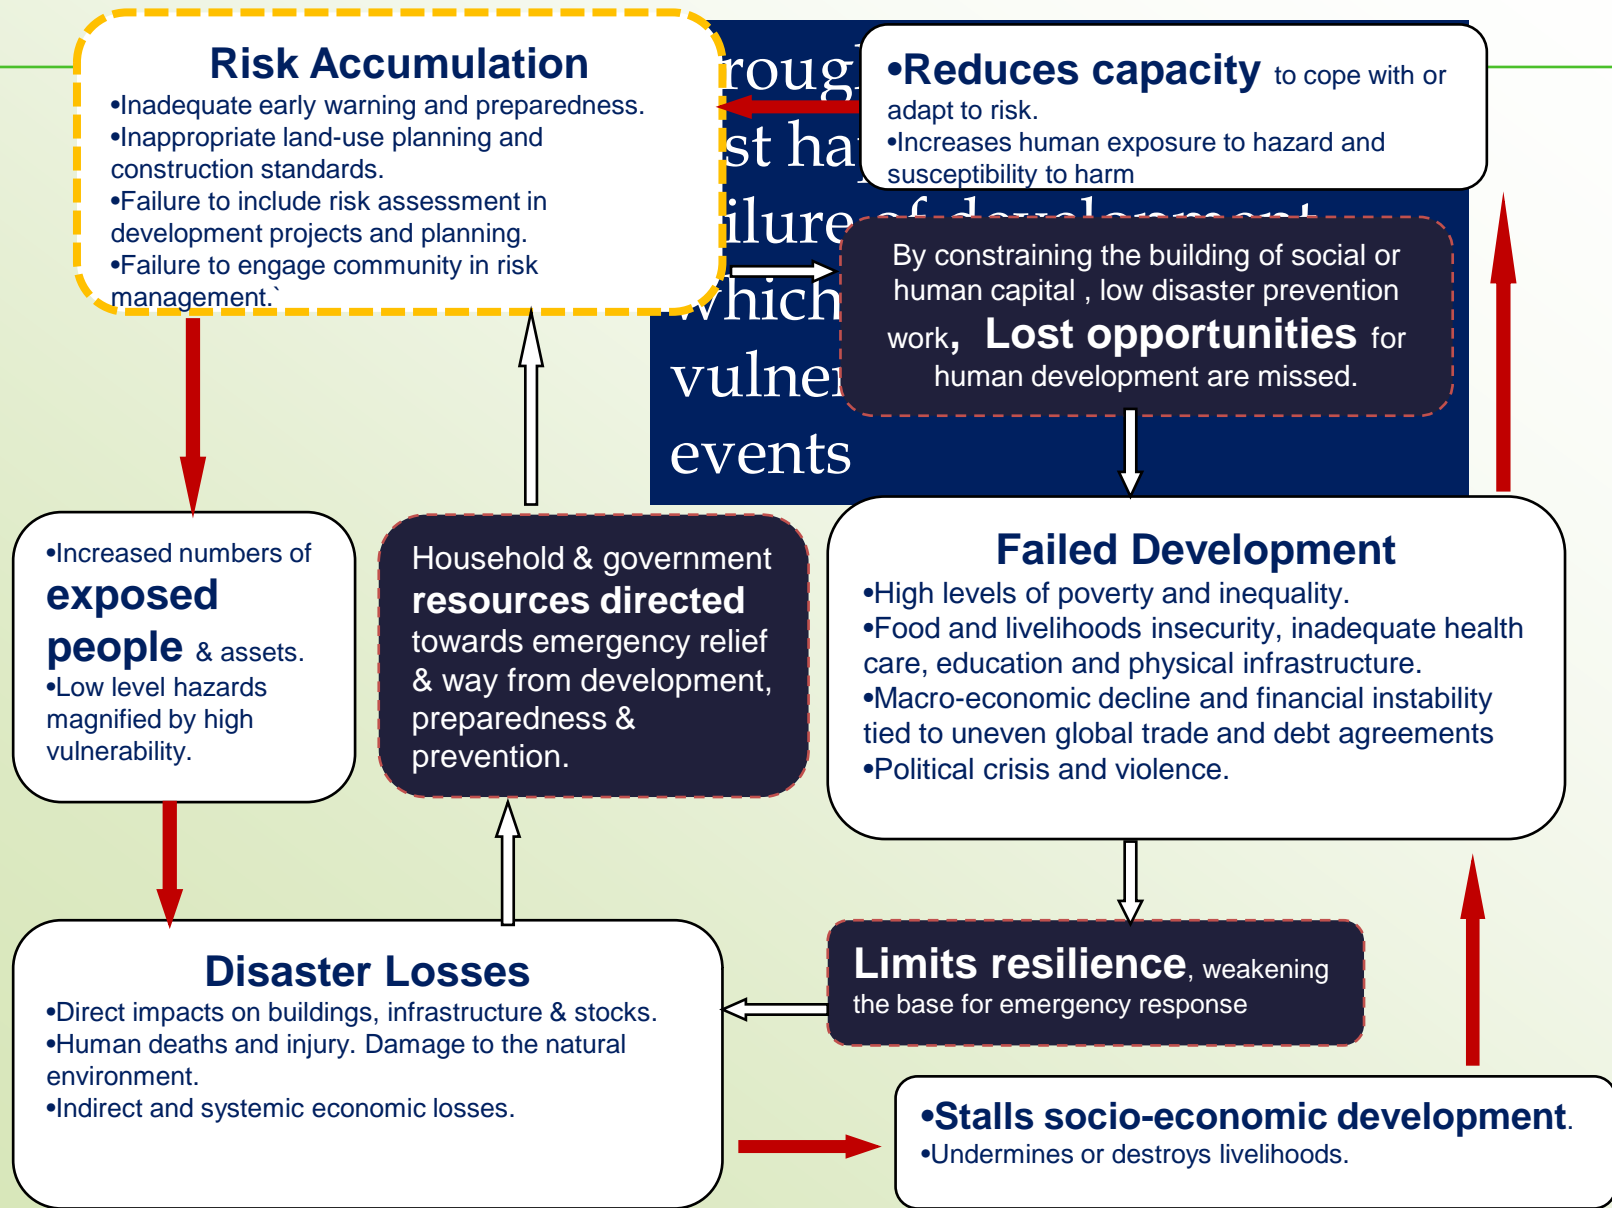 Risk Accumulation
•Inadequate early warning and preparedness.
•Inappropriate land-use planning and
construction standards.
•Failure to include risk assessment in
development projects and planning.
•Failure to engage community in risk
management.`
•Reduces capacity to cope with or
adapt to risk.
•Increases human exposure to hazard and
susceptibility to harm
of development
which
events
By constraining the building of social or
human capital , low disaster prevention
work, Lost opportunities for
human development are missed.
•Increased numbers of
exposed
people & assets.
•Low level hazards
magnified by high
vulnerability.
Household & government
resources directed
towards emergency relief
& way from development,
preparedness &
prevention.
Failed Development
•High levels of poverty and inequality.
•Food and livelihoods insecurity, inadequate health
care, education and physical infrastructure.
•Macro-economic decline and financial instability
tied to uneven global trade and debt agreements
•Political crisis and violence.
Disaster Losses
•Direct impacts on buildings, infrastructure & stocks.
•Human deaths and injury. Damage to the natural
environment.
•Indirect and systemic economic losses.
Limits resilience, weakening
the base for emergency response
•Stalls socio-economic development.
•Undermines or destroys livelihoods.